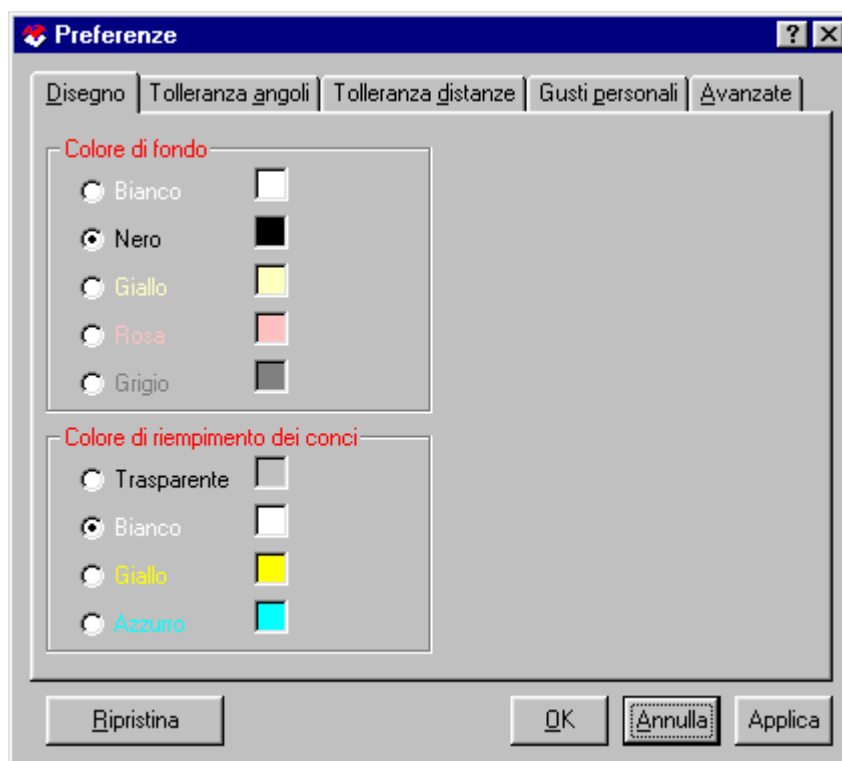 Preferenze
Disegno Tolleranza angoli Tolleranza distanze Gusti personali Avanzate
Colore di fondo
Bianco
Nero
Giallo
Rosa
Grigio
Colore di riempimento dei conci
Trasparente
Bianco
Giallo
Azzurro
Ripristina OK Annulla Applica